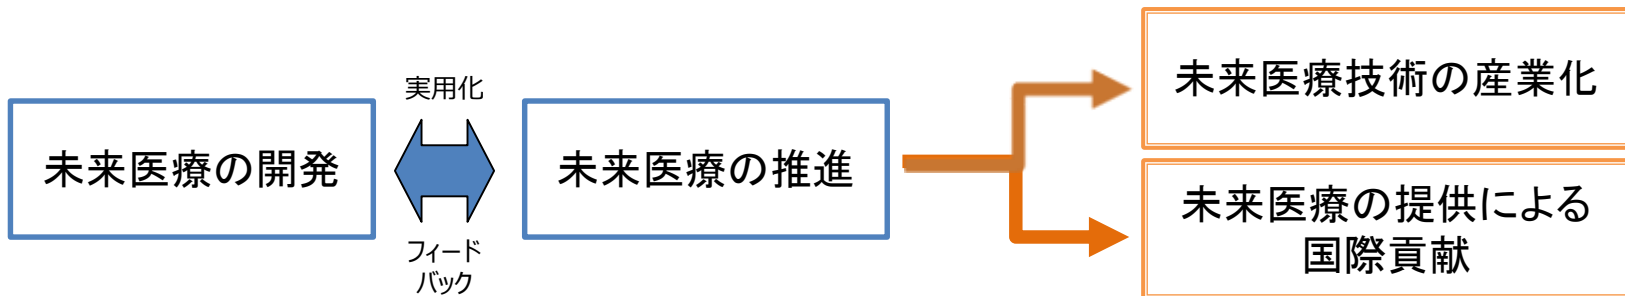 未来医療の開発
実用化
フィード
バック
未来医療の推進
未来医療技術の産業化
未来医療の提供による
国際貢献